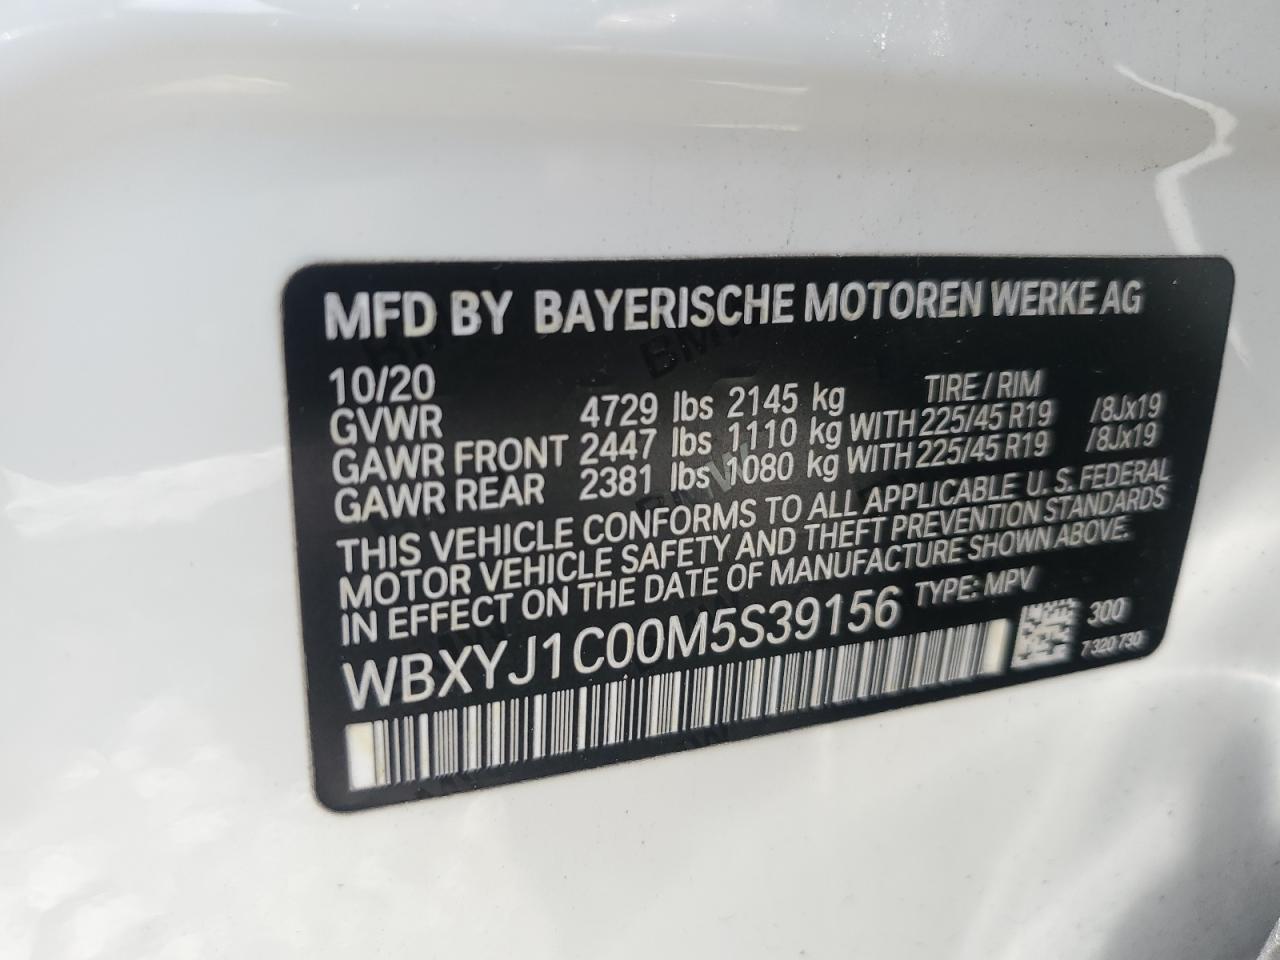 MFD BY BAYERISCHE MOTOREN WERKE AG
10/20 TIRE / RIM
GVWR 4729 lbs 2145 kg
GAWR FRONT 2447 lbs 1110 kg WITH 225/45 R19 /8Jx19
GAWR REAR 2381 lbs 1080 kg WITH 225/45 R19 /8Jx19
THIS VEHICLE CONFORMS TO ALL APPLICABLE U. S. FEDERAL
MOTOR VEHICLE SAFETY AND THEFT PREVENTION STANDARDS
IN EFFECT ON THE DATE OF MANUFACTURE SHOWN ABOVE.
WBXYJ1C00M5S39156 TYPE: MPV
300
7 320 730